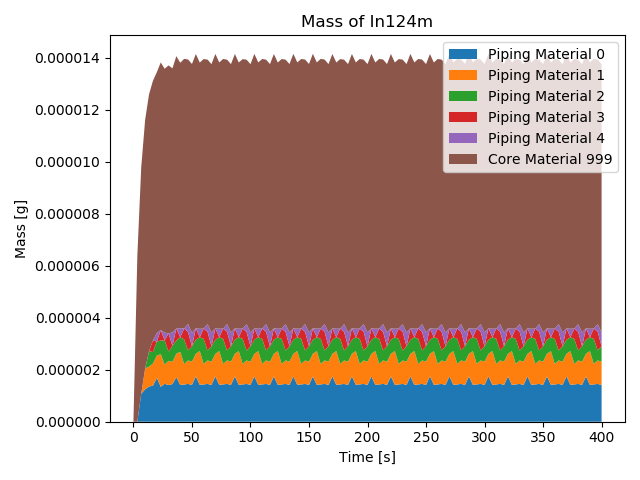 Mass of In124m
Piping Material 0
Piping Material 1
Piping Material 2
Piping Material 3
Piping Material 4
Core Material 999
Mass [g]
0.000014
0.000012
0.000010
0.000008
0.000006
0.000004
0.000002
0.000000
0 50 100 150 200 250 300 350 400
Time [s]